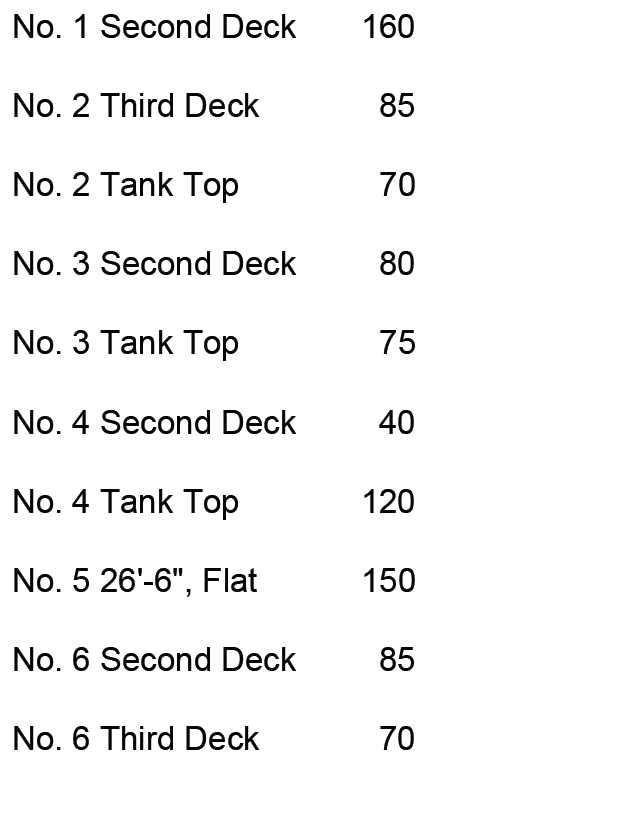 No. 1 Second Deck 160
No. 2 Third Deck 85
No. 2 Tank Top 70
No. 3 Second Deck 80
No. 3 Tank Top 75
No. 4 Second Deck 40
No. 4 Tank Top 120
No. 5 26'-6", Flat 150
No. 6 Second Deck 85
No. 6 Third Deck 70